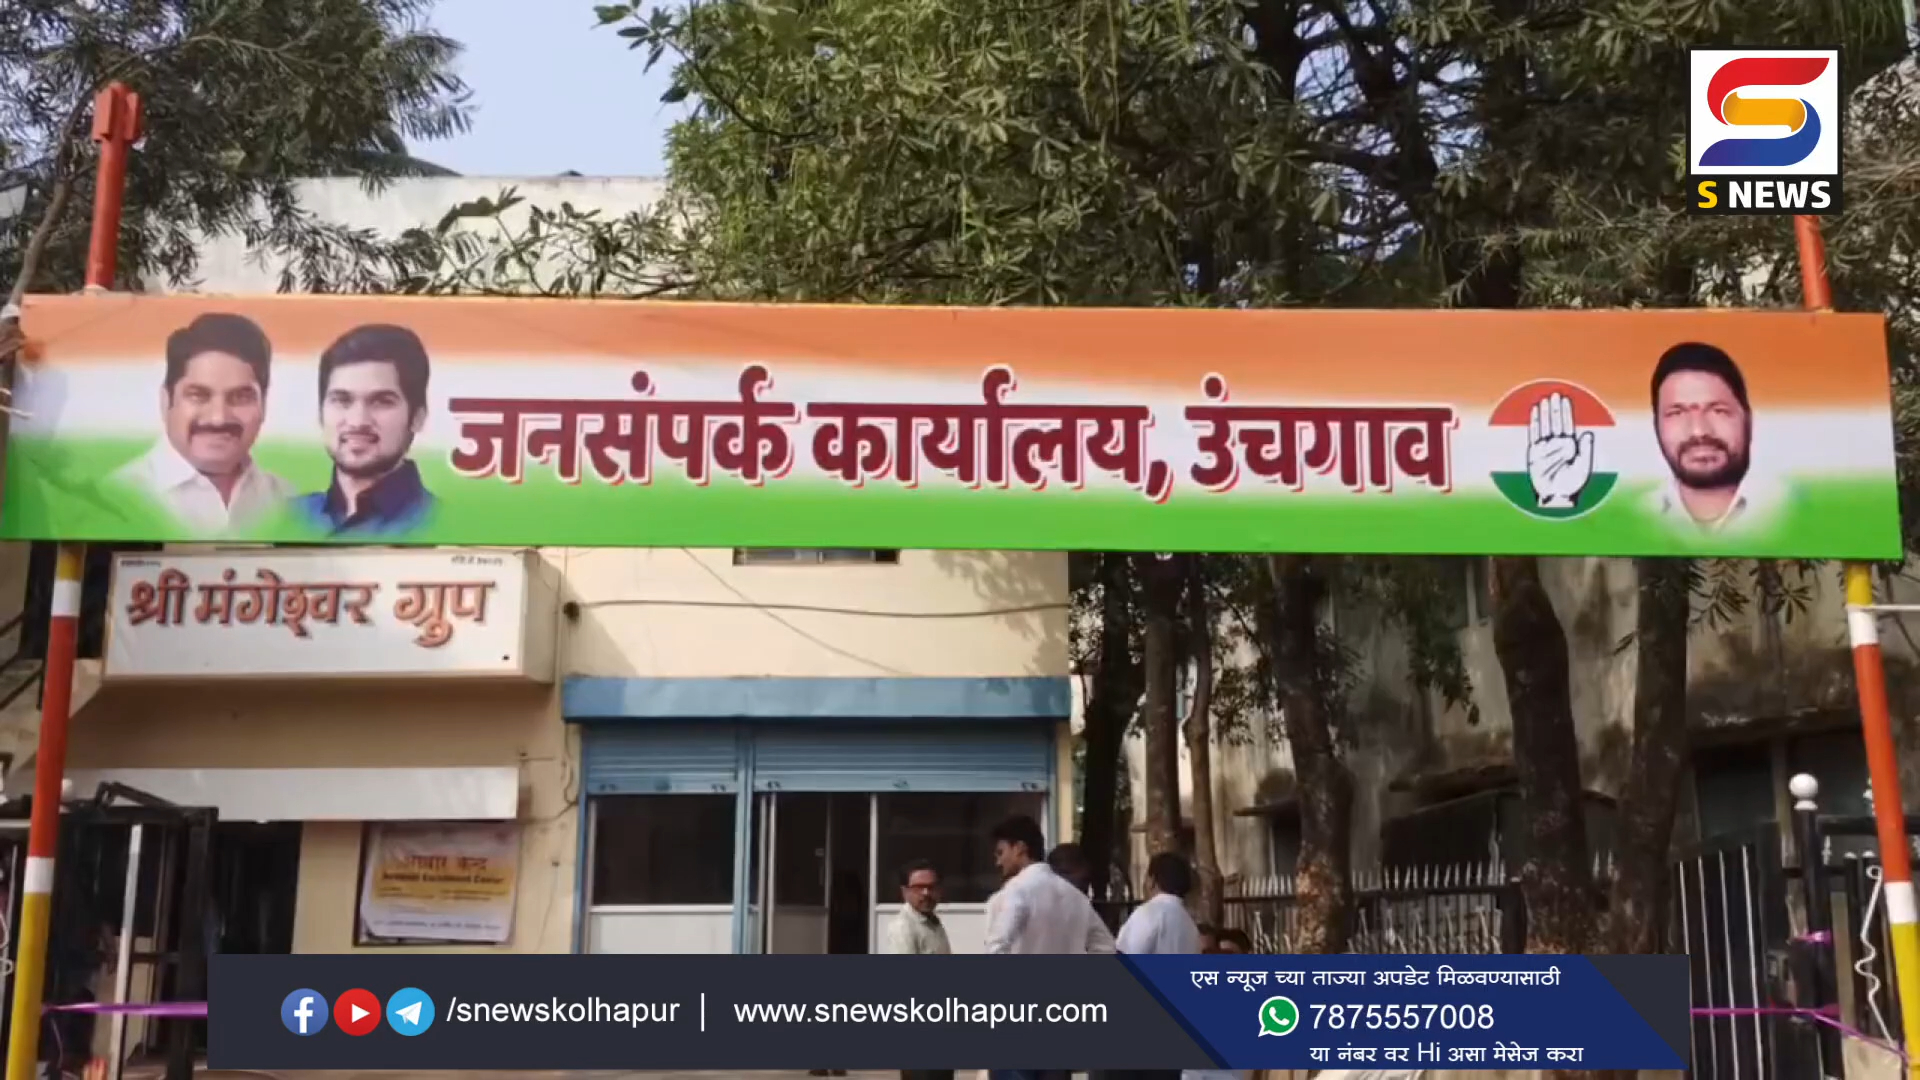 S NEWS
जनसंपर्क कार्यालय, उंचगाव
श्री मंगेश्वर ग्रुप
आधार केन्द्र
/snewskolhapur | www.snewskolhapur.com
एस न्यूज च्या ताज्या अपडेट मिळवण्यासाठी
7875557008
या नंबर वर Hi असा मेसेज करा